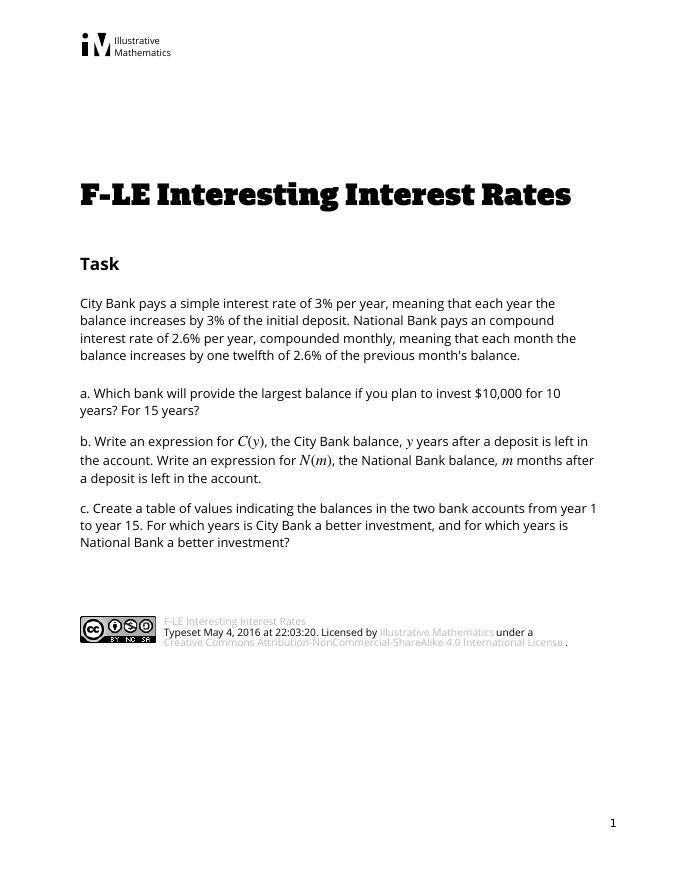 Illustrative
Mathematics
F-LE Interesting Interest Rates
Task
City Bank pays a simple interest rate of 3% per year, meaning that each year the
balance increases by 3% of the initial deposit. National Bank pays an compound
interest rate of 2.6% per year, compounded monthly, meaning that each month the
balance increases by one twelfth of 2.6% of the previous month's balance.
a. Which bank will provide the largest balance if you plan to invest $10,000 for 10
years? For 15 years?
b. Write an expression for C(y), the City Bank balance, y years after a deposit is left in
the account. Write an expression for N(m), the National Bank balance, m months after
a deposit is left in the account.
c. Create a table of values indicating the balances in the two bank accounts from year 1
to year 15. For which years is City Bank a better investment, and for which years is
National Bank a better investment?
cc BY NC SA
F-LE Interesting Interest Rates
Typeset May 4, 2016 at 22:03:20. Licensed by Illustrative Mathematics under a
Creative Commons Attribution-NonCommercial-ShareAlike 4.0 International License .
1